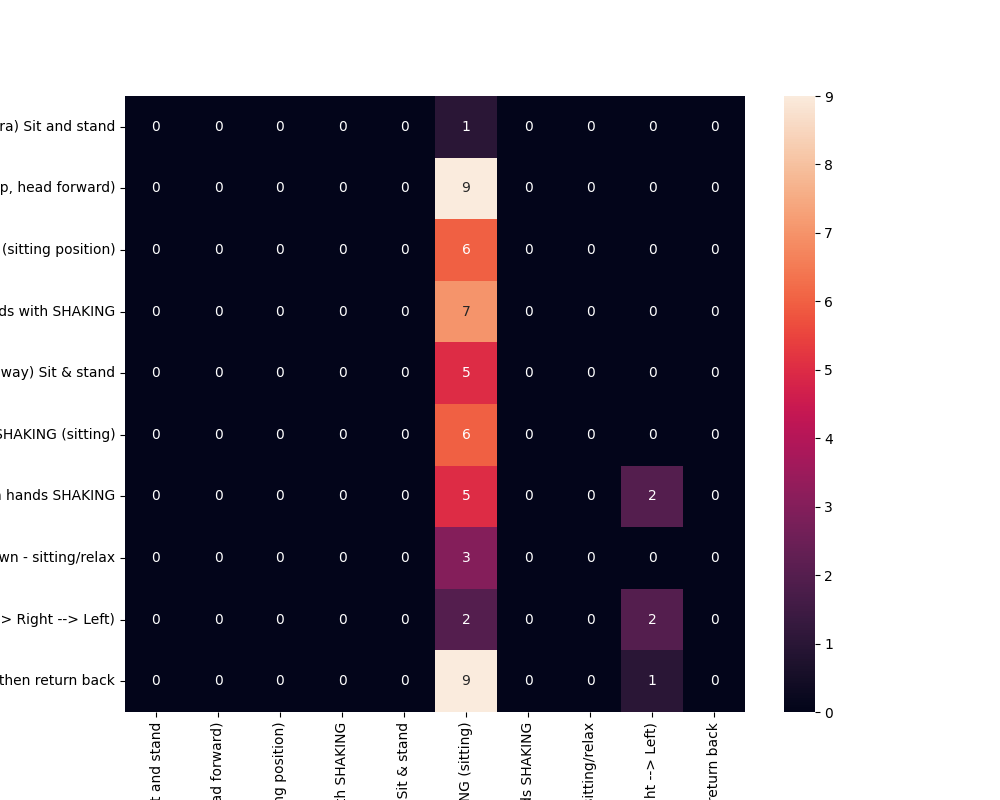 ra) Sit and stand 0 0 0 0 0 1 0 0 0 0
p, head forward) 0 0 0 0 0 9 0 0 0 0
(sitting position) 0 0 0 0 0 6 0 0 0 0
ds with SHAKING 0 0 0 0 0 7 0 0 0 0
way) Sit & stand 0 0 0 0 0 5 0 0 0 0
SHAKING (sitting) 0 0 0 0 0 6 0 0 0 0
hands SHAKING 0 0 0 0 0 5 0 0 2 0
wn - sitting/relax 0 0 0 0 0 3 0 0 0 0
> Right --> Left) 0 0 0 0 0 2 0 0 2 0
then return back 0 0 0 0 0 9 0 0 1 0
t and stand
ad forward)
ng position)
th SHAKING
Sit & stand
NG (sitting)
ds SHAKING
sitting/relax
ht --> Left)
return back
9
8
7
6
5
4
3
2
1
0